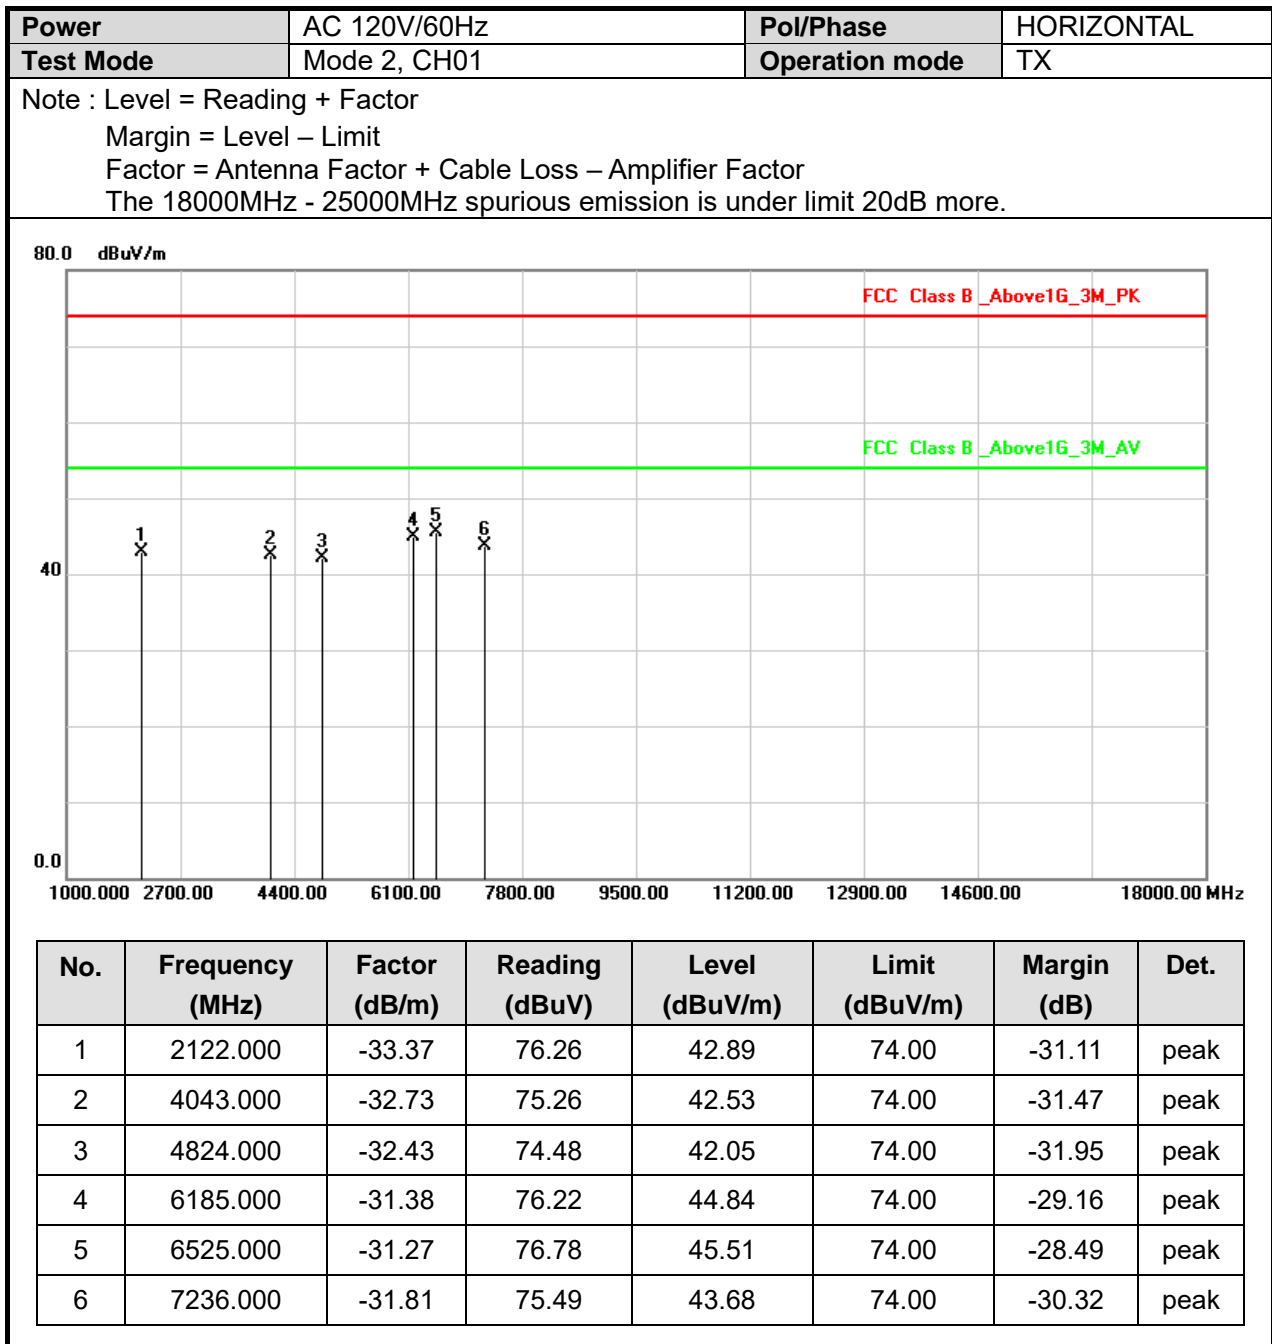 Power AC 120V/60Hz Pol/Phase HORIZONTAL
Test Mode Mode 2, CH01 Operation mode TX
Note : Level = Reading + Factor
Margin = Level – Limit
Factor = Antenna Factor + Cable Loss – Amplifier Factor
The 18000MHz - 25000MHz spurious emission is under limit 20dB more.
80.0 dBuV/m
FCC Class B _Above1G_3M_PK
FCC Class B _Above1G_3M_AV
1 2 3 4 5 6
40
0.0
1000.000 2700.00 4400.00 6100.00 7800.00 9500.00 11200.00 12900.00 14600.00 18000.00 MHz
No. Frequency Factor Reading Level Limit Margin Det.
(MHz) (dB/m) (dBuV) (dBuV/m) (dBuV/m) (dB)
1 2122.000 -33.37 76.26 42.89 74.00 -31.11 peak
2 4043.000 -32.73 75.26 42.53 74.00 -31.47 peak
3 4824.000 -32.43 74.48 42.05 74.00 -31.95 peak
4 6185.000 -31.38 76.22 44.84 74.00 -29.16 peak
5 6525.000 -31.27 76.78 45.51 74.00 -28.49 peak
6 7236.000 -31.81 75.49 43.68 74.00 -30.32 peak